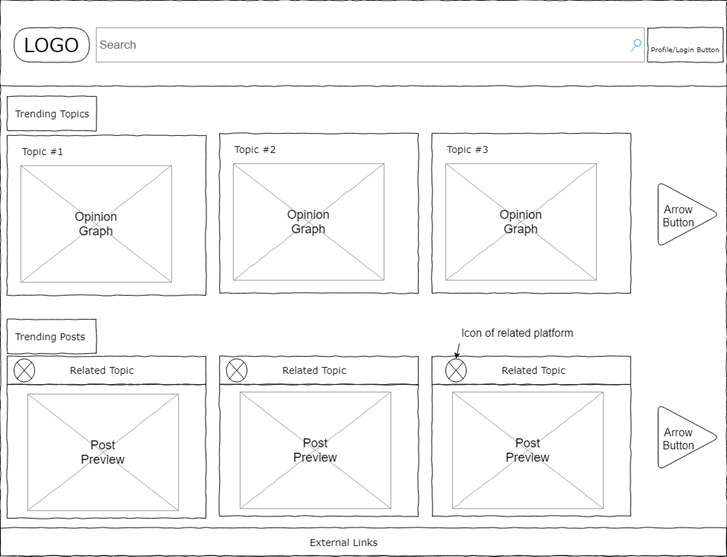 LOGO
Search
Profile/Login Button
Trending Topics
Topic #1
Topic #2
Topic #3
Opinion
Graph
Opinion
Graph
Opinion
Graph
Arrow
Button
Trending Posts
Icon of related platform
Related Topic
Related Topic
Related Topic
Post
Preview
Post
Preview
Post
Preview
Arrow
Button
External Links